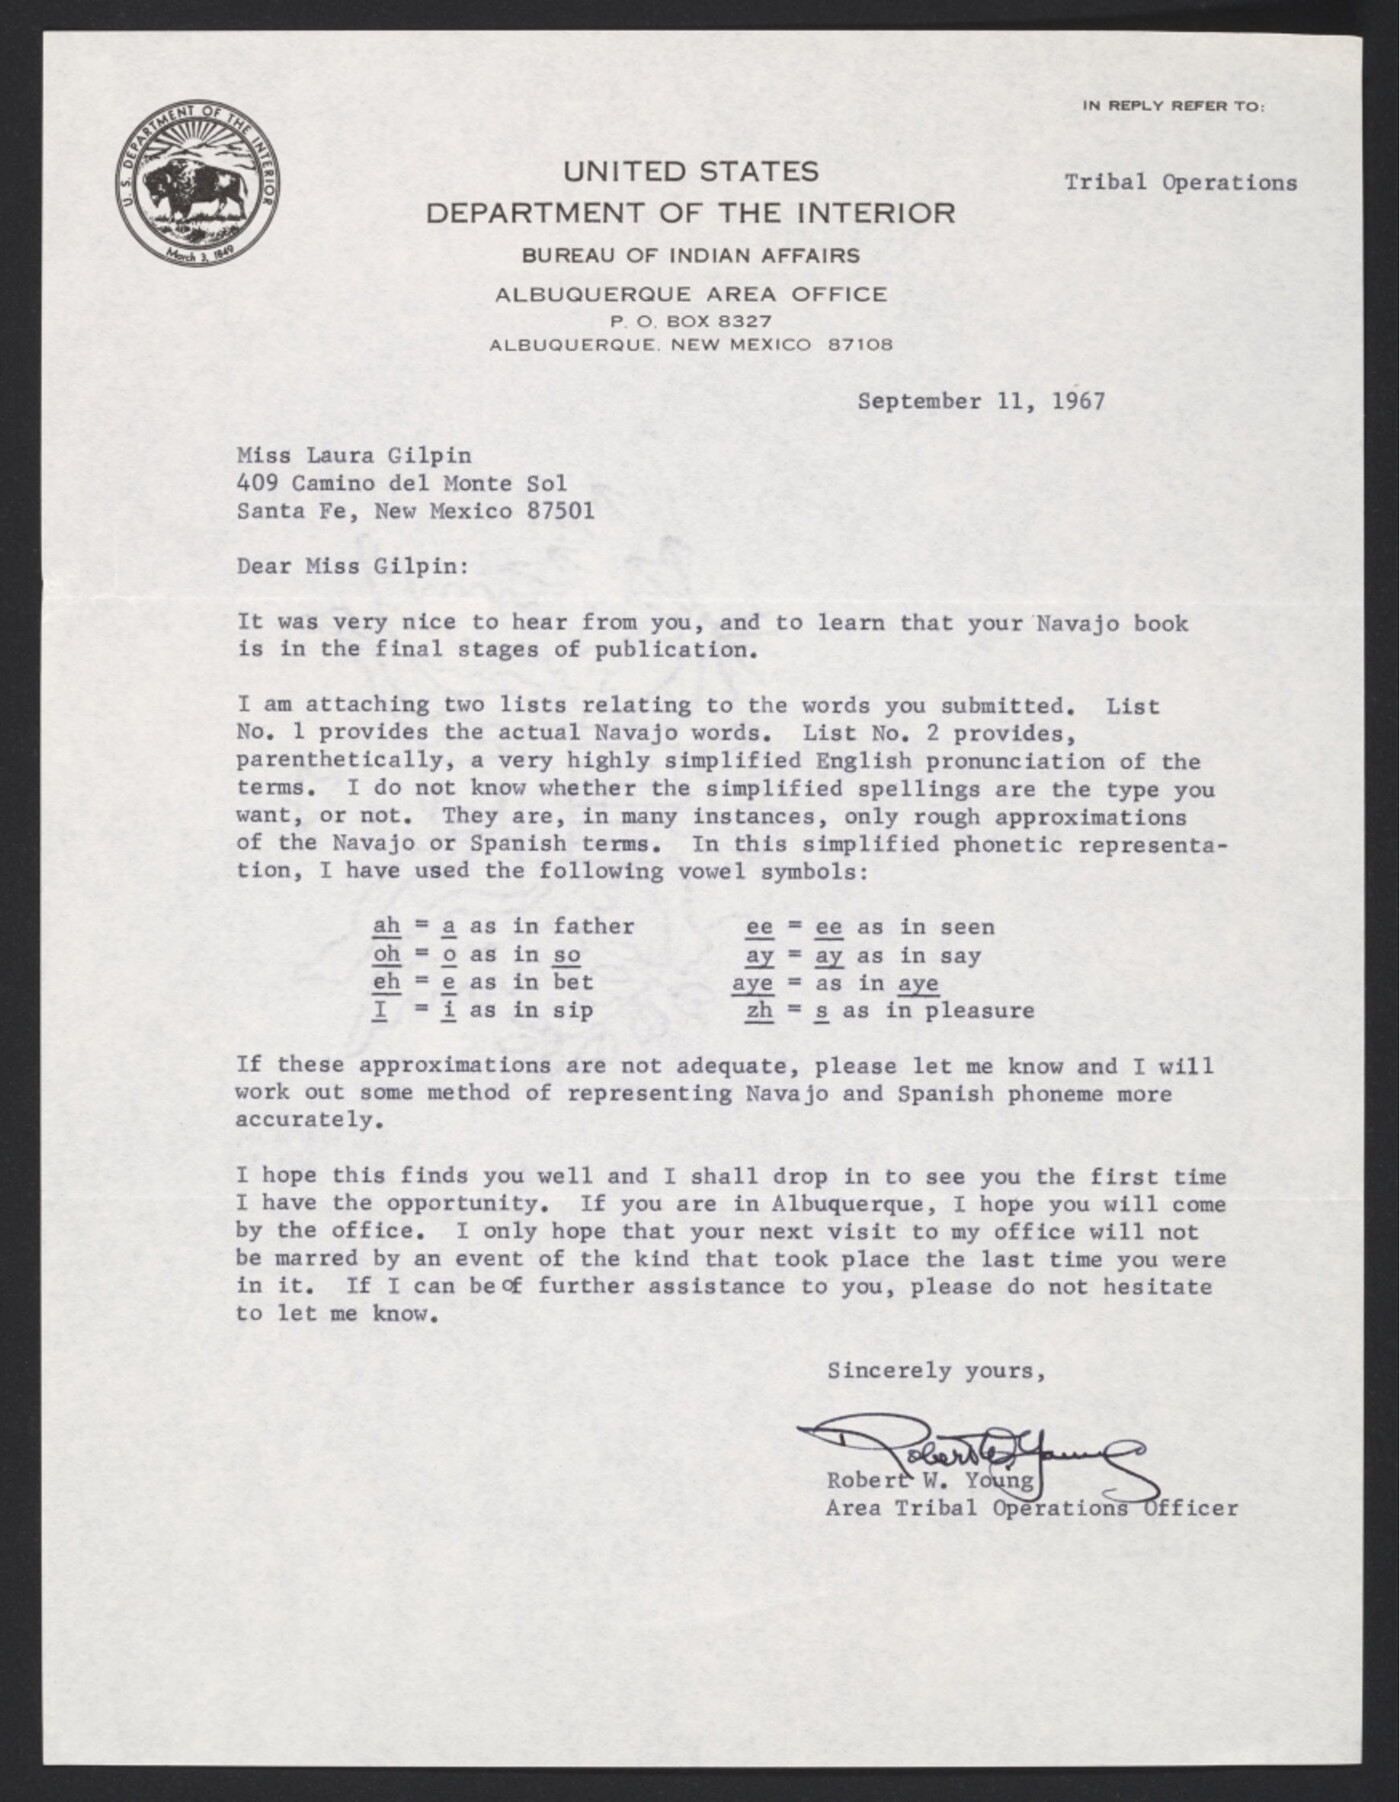 U. S. DEPARTMENT OF THE INTERIOR
March 3, 1849
IN REPLY REFER TO:
Tribal Operations
UNITED STATES
DEPARTMENT OF THE INTERIOR
BUREAU OF INDIAN AFFAIRS
ALBUQUERQUE AREA OFFICE
P. O. BOX 8327
ALBUQUERQUE, NEW MEXICO 87108
September 11, 1967
Miss Laura Gilpin
409 Camino del Monte Sol
Santa Fe, New Mexico 87501
Dear Miss Gilpin:
It was very nice to hear from you, and to learn that your Navajo book
is in the final stages of publication.
I am attaching two lists relating to the words you submitted. List
No. 1 provides the actual Navajo words. List No. 2 provides,
parenthetically, a very highly simplified English pronunciation of the
terms. I do not know whether the simplified spellings are the type you
want, or not. They are, in many instances, only rough approximations
of the Navajo or Spanish terms. In this simplified phonetic representa-
tion, I have used the following vowel symbols:
ah = a as in father ee = ee as in seen
oh = o as in so ay = ay as in say
eh = e as in bet aye = as in aye
I = i as in sip zh = s as in pleasure
If these approximations are not adequate, please let me know and I will
work out some method of representing Navajo and Spanish phoneme more
accurately.
I hope this finds you well and I shall drop in to see you the first time
I have the opportunity. If you are in Albuquerque, I hope you will come
by the office. I only hope that your next visit to my office will not
be marred by an event of the kind that took place the last time you were
in it. If I can be of further assistance to you, please do not hesitate
to let me know.
Sincerely yours,
Robert W. Young
Robert W. Young
Area Tribal Operations Officer